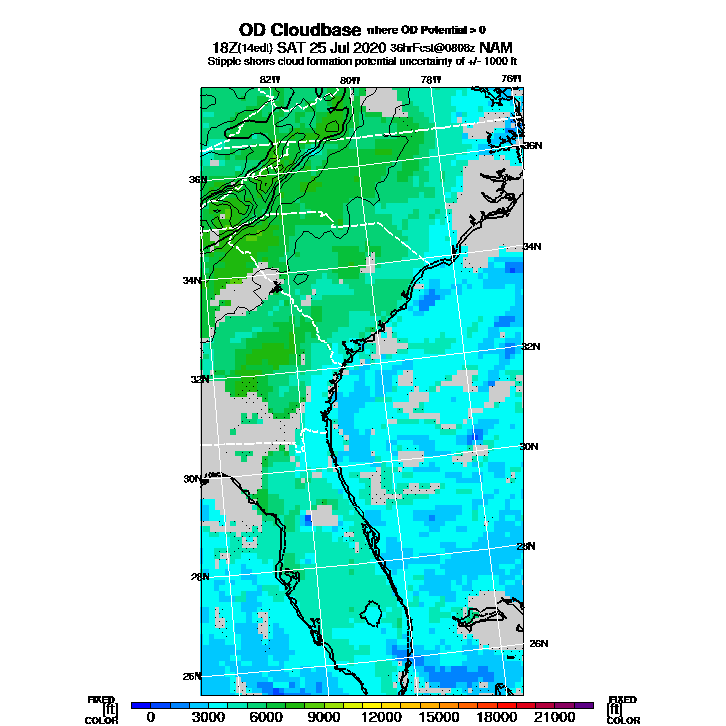 OD Cloudbase where OD Potential > 0
18Z(14edt) SAT 25 Jul 2020 36hrFcst@0808z NAM
Stipple shows cloud formation potential uncertainty of +/- 1000 ft
82W 80W 78W 76W
36N
36N
34N
34N
32N
32N
30N
30N
28N
28N
26N
26N
FIXED FIXED
[ft] [ft]
COLOR COLOR
0 3000 6000 9000 12000 15000 18000 21000